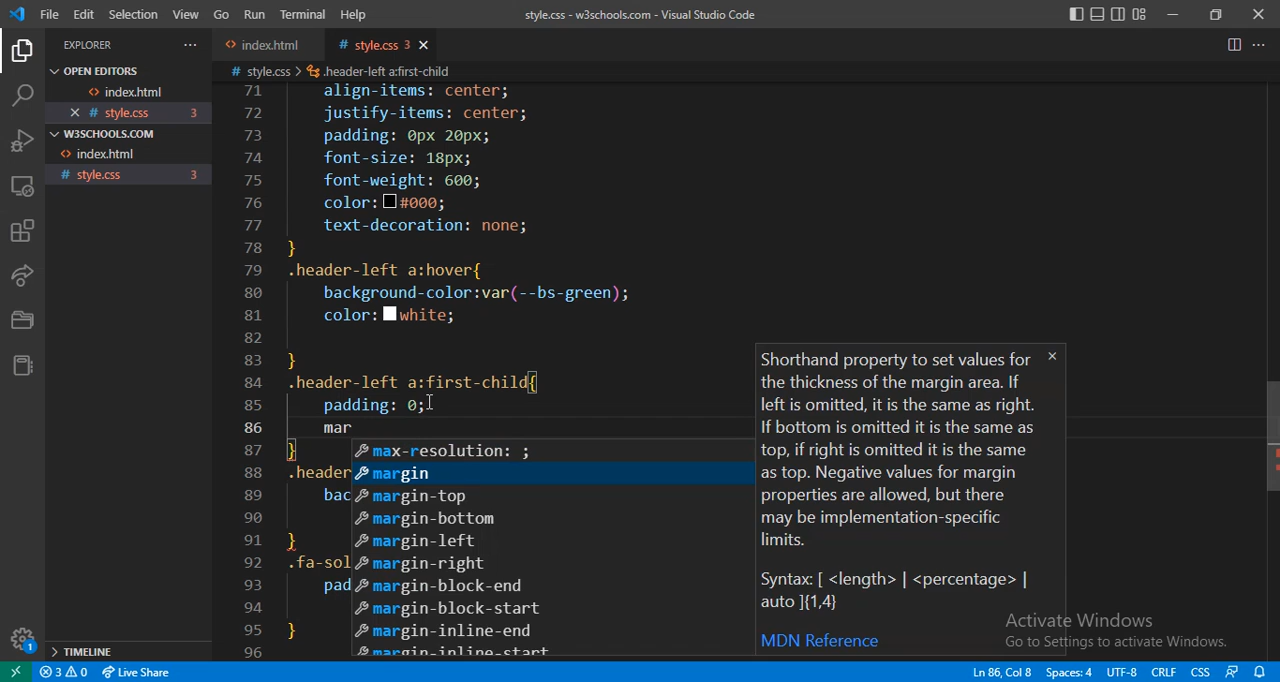 File Edit Selection View Go Run Terminal Help style.css - w3schools.com - Visual Studio Code
EXPLORER
OPEN EDITORS
index.html
style.css 3
W3SCHOOLS.COM
index.html
style.css 3
TIMELINE
index.html style.css 3
style.css > .header-left a:first-child
71 align-items: center;
72 justify-items: center;
73 padding: 0px 20px;
74 font-size: 18px;
75 font-weight: 600;
76 color: #000;
77 text-decoration: none;
78 }
79 .header-left a:hover{
80 background-color:var(--bs-green);
81 color: white;
82
83 }
84 .header-left a:first-child{
85 padding: 0;
86 mar
87 }
88 .header
89 bac
90
91 }
92 .fa-sol
93 pad
94
95 }
96
max-resolution: ;
margin
margin-top
margin-bottom
margin-left
margin-right
margin-block-end
margin-block-start
margin-inline-end
margin-inline-start
Shorthand property to set values for
the thickness of the margin area. If
left is omitted, it is the same as right.
If bottom is omitted it is the same as
top, if right is omitted it is the same
as top. Negative values for margin
properties are allowed, but there
may be implementation-specific
limits.
Syntax: [ <length> | <percentage> |
auto ]{1,4}
MDN Reference
Activate Windows
Go to Settings to activate Windows.
1
3 0 Live Share Ln 86, Col 8 Spaces: 4 UTF-8 CRLF CSS